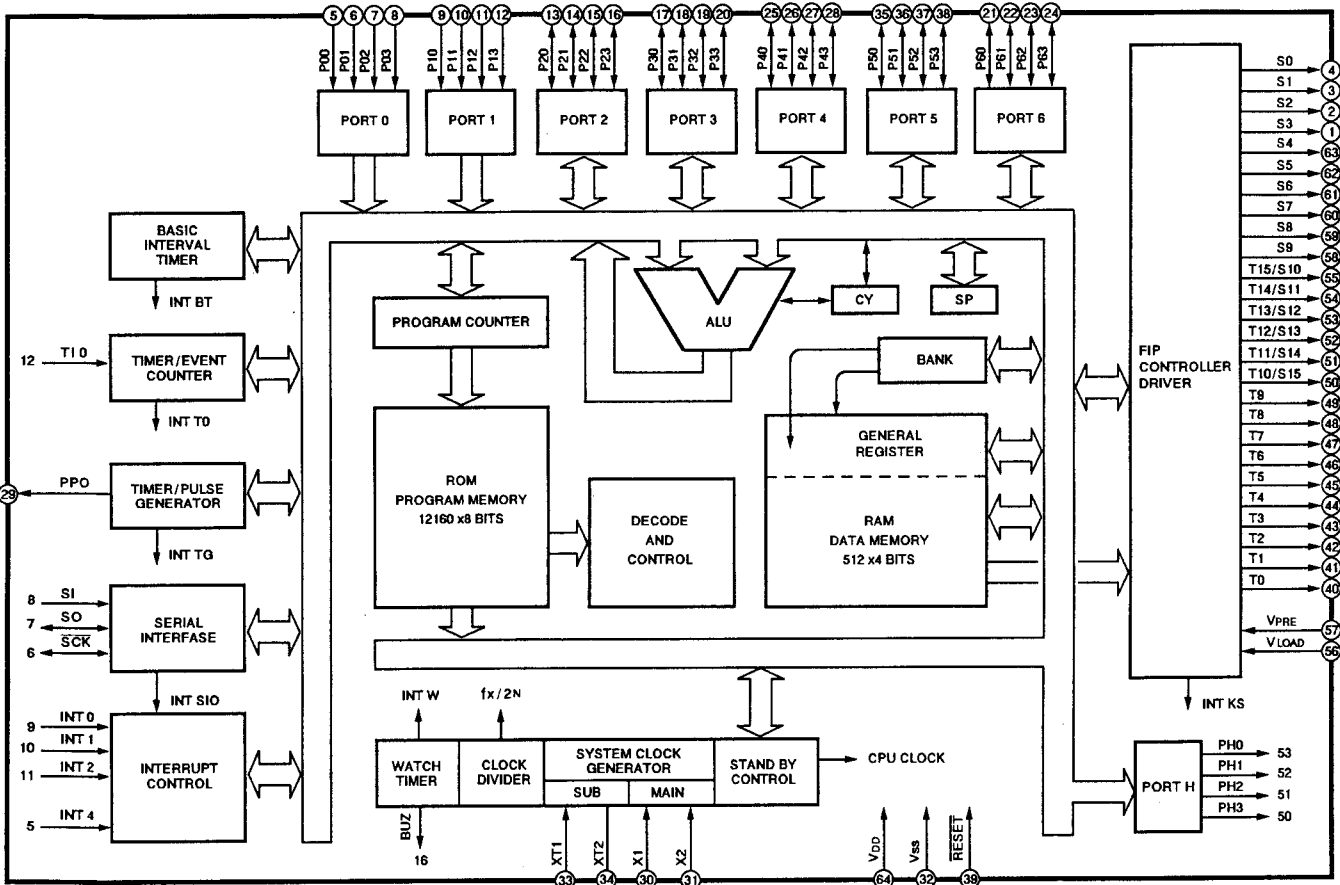 5 6 7 8 9 10 11 12 13 14 15 16 17 18 19 20 25 26 27 28 35 36 37 38 21 22 23 24
P00 P01 P02 P03 P10 P11 P12 P13 P20 P21 P22 P23 P30 P31 P32 P33 P40 P41 P42 P43 P50 P51 P52 P53 P60 P61 P62 P63
PORT 0 PORT 1 PORT 2 PORT 3 PORT 4 PORT 5 PORT 6
BASIC
INTERVAL
TIMER
INT BT
12 TI 0
TIMER/EVENT
COUNTER
INT T0
29 PPO
TIMER/PULSE
GENERATOR
INT TG
8 SI
7 SO
6 SCK
SERIAL
INTERFASE
INT SIO
9 INT 0
10 INT 1
11 INT 2
5 INT 4
INTERRUPT
CONTROL
PROGRAM COUNTER
ALU
CY
SP
BANK
ROM
PROGRAM MEMORY
12160 x8 BITS
DECODE
AND
CONTROL
GENERAL
REGISTER
RAM
DATA MEMORY
512 x4 BITS
INT W
fx/2N
WATCH
TIMER
CLOCK
DIVIDER
SYSTEM CLOCK
GENERATOR
SUB
MAIN
STAND BY
CONTROL
CPU CLOCK
BUZ
16
XT1 XT2 X1 X2
33 34 30 31
VDD VSS RESET
64 32 39
FIP
CONTROLLER
DRIVER
S0 4
S1 3
S2 2
S3 1
S4 63
S5 62
S6 61
S7 60
S8 59
S9 58
T15/S10 55
T14/S11 54
T13/S12 53
T12/S13 52
T11/S14 51
T10/S15 50
T9 49
T8 48
T7 47
T6 46
T5 45
T4 44
T3 43
T2 42
T1 41
T0 40
VPRE 57
VLOAD 56
INT KS
PORT H
PH0 53
PH1 52
PH2 51
PH3 50